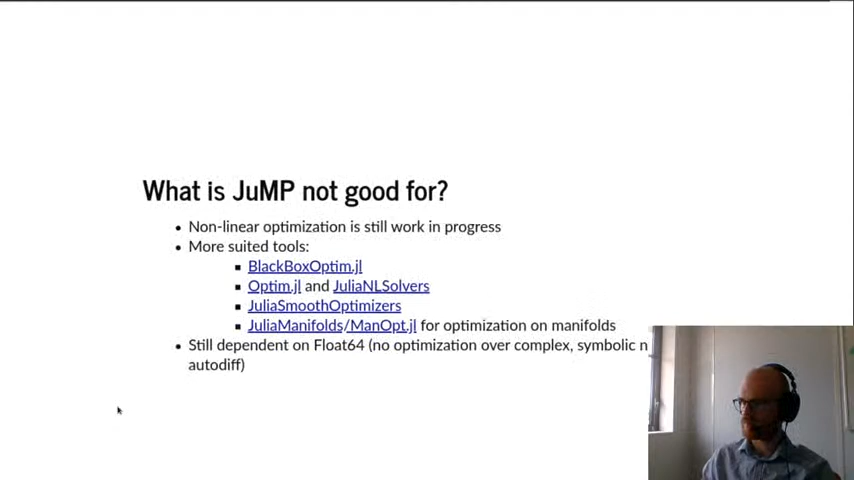 What is JuMP not good for?
• Non-linear optimization is still work in progress
• More suited tools:
▪ BlackBoxOptim.jl
▪ Optim.jl and JuliaNLSolvers
▪ JuliaSmoothOptimizers
▪ JuliaManifolds/ManOpt.jl for optimization on manifolds
• Still dependent on Float64 (no optimization over complex, symbolic n
autodiff)